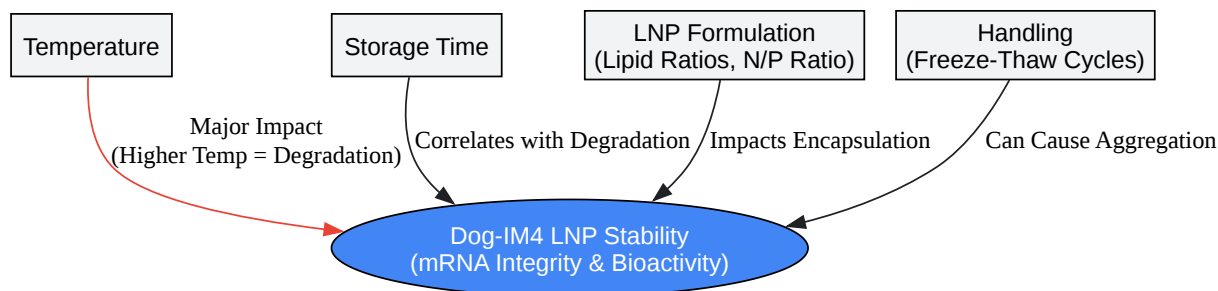 Temperature
Storage Time
LNP Formulation
(Lipid Ratios, N/P Ratio)
Handling
(Freeze-Thaw Cycles)
Major Impact
(Higher Temp = Degradation)
Correlates with Degradation
Impacts Encapsulation
Can Cause Aggregation
Dog-IM4 LNP Stability
(mRNA Integrity & Bioactivity)